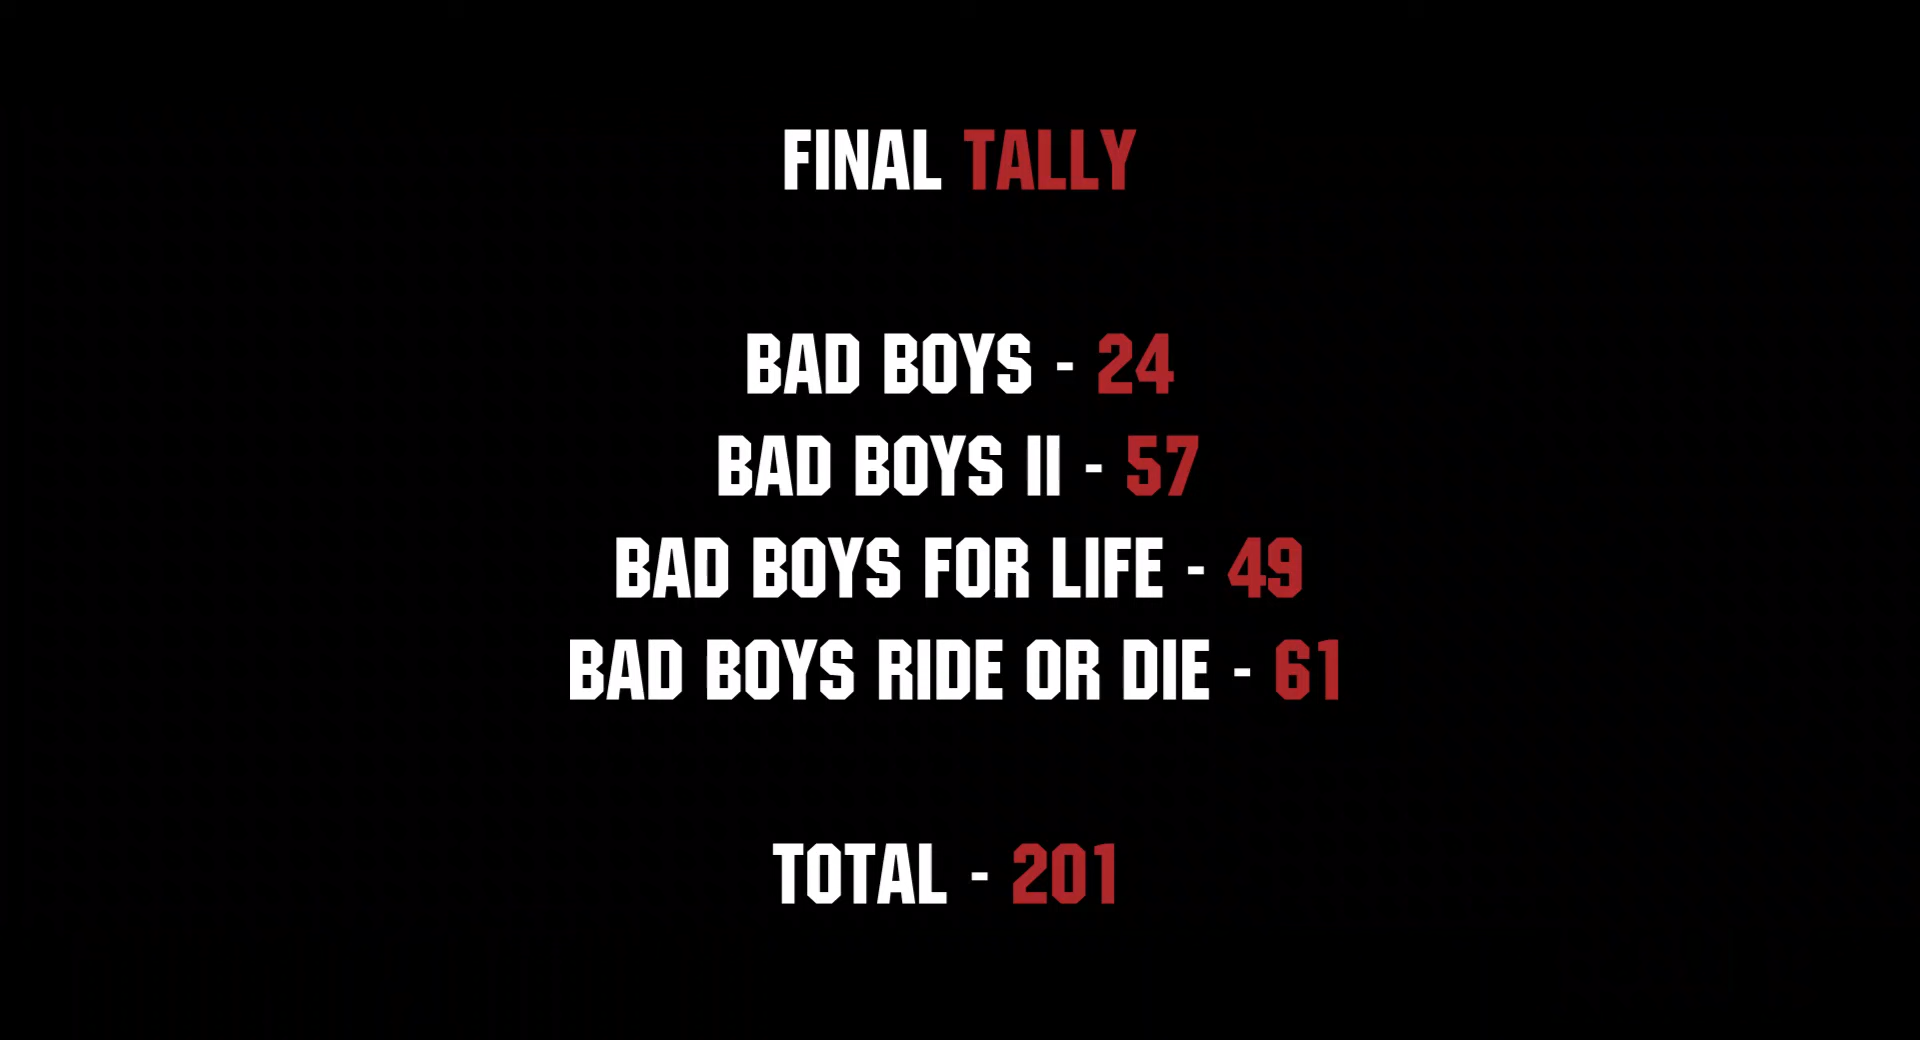 FINAL TALLY
BAD BOYS - 24
BAD BOYS II - 57
BAD BOYS FOR LIFE - 49
BAD BOYS RIDE OR DIE - 61
TOTAL - 201